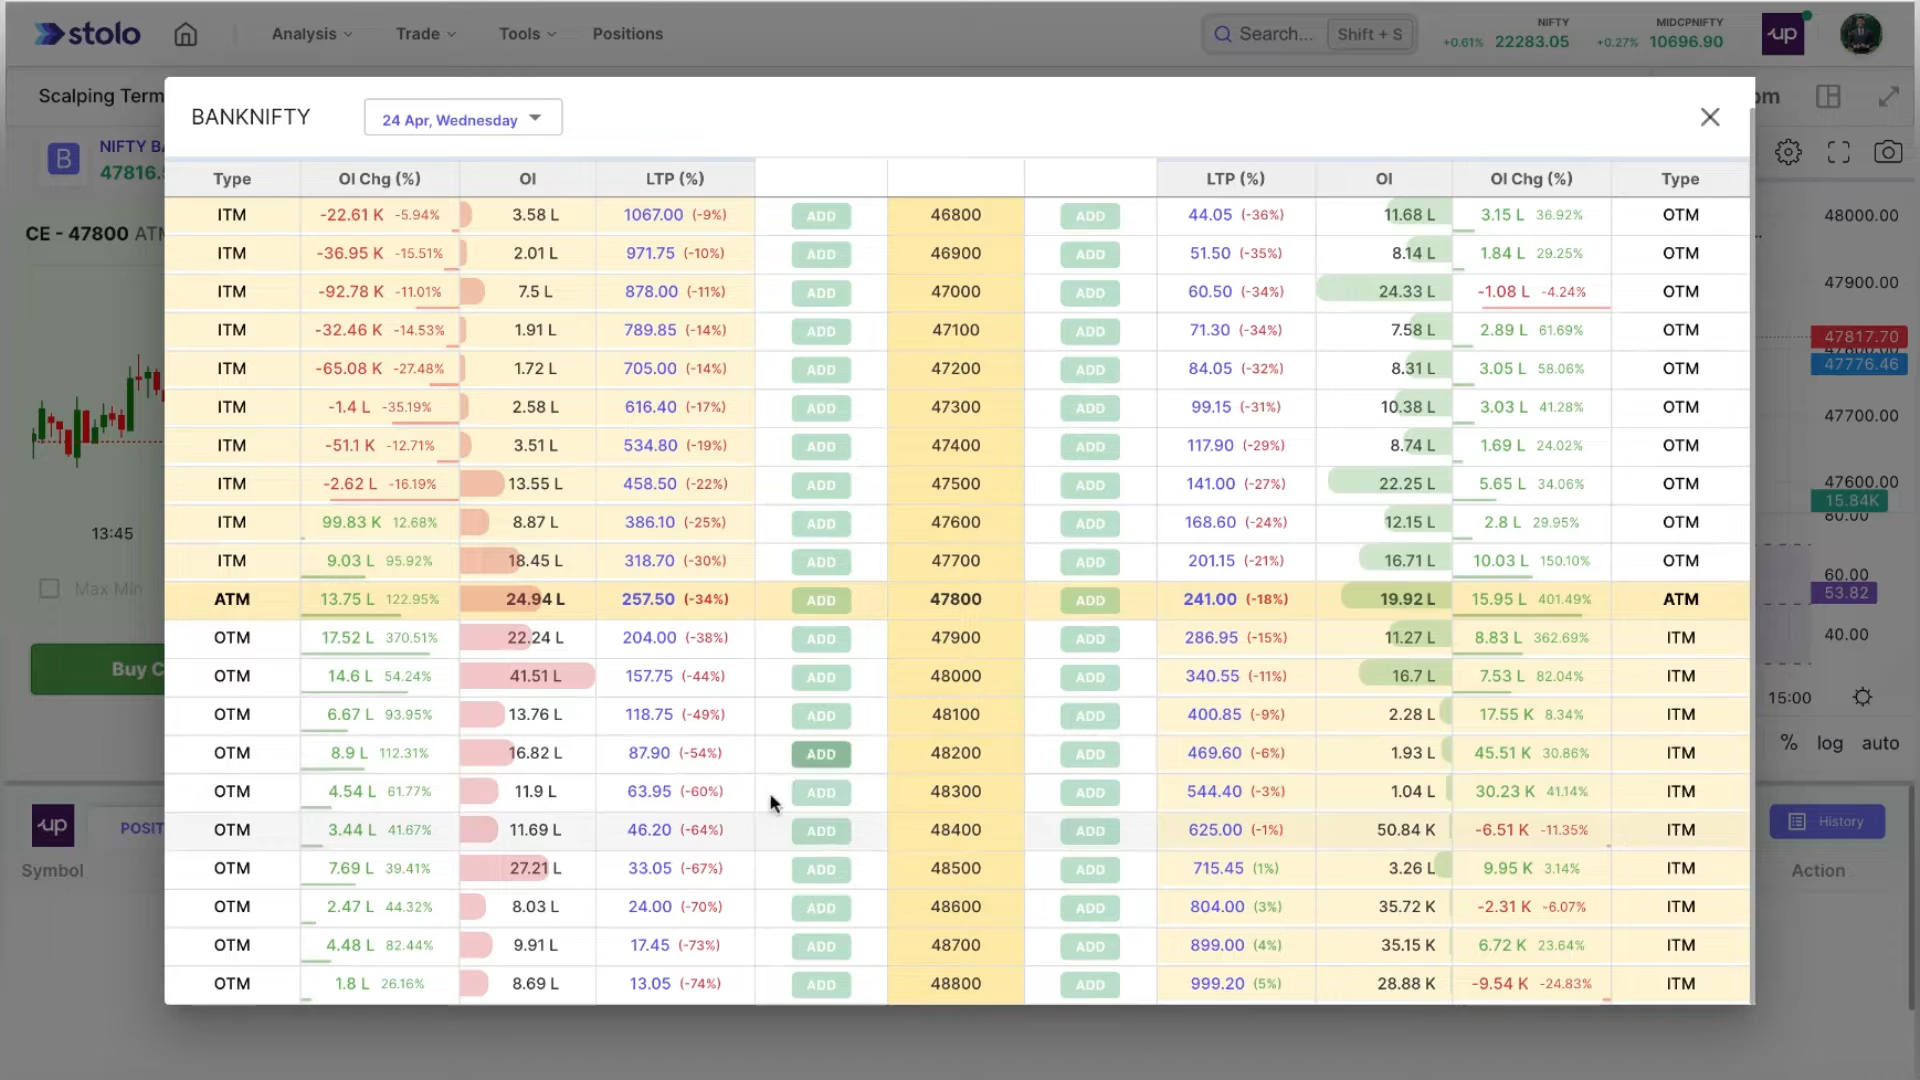 stolo
Analysis Trade Tools Positions
Search... Shift + S
NIFTY
+0.61% 22283.05
MIDCPNIFTY
+0.27% 10696.90
up
Scalping Term
om
BANKNIFTY 24 Apr, Wednesday
B
NIFTY B
47816.
CE - 47800 ATM
13:45
Max Min
Buy C
Type OI Chg (%) OI LTP (%) LTP (%) OI OI Chg (%) Type
ITM -22.61 K -5.94% 3.58 L 1067.00 (-9%) ADD 46800 ADD 44.05 (-36%) 11.68 L 3.15 L 36.92% OTM
ITM -36.95 K -15.51% 2.01 L 971.75 (-10%) ADD 46900 ADD 51.50 (-35%) 8.14 L 1.84 L 29.25% OTM
ITM -92.78 K -11.01% 7.5 L 878.00 (-11%) ADD 47000 ADD 60.50 (-34%) 24.33 L -1.08 L -4.24% OTM
ITM -32.46 K -14.53% 1.91 L 789.85 (-14%) ADD 47100 ADD 71.30 (-34%) 7.58 L 2.89 L 61.69% OTM
ITM -65.08 K -27.48% 1.72 L 705.00 (-14%) ADD 47200 ADD 84.05 (-32%) 8.31 L 3.05 L 58.06% OTM
ITM -1.4 L -35.19% 2.58 L 616.40 (-17%) ADD 47300 ADD 99.15 (-31%) 10.38 L 3.03 L 41.28% OTM
ITM -51.1 K -12.71% 3.51 L 534.80 (-19%) ADD 47400 ADD 117.90 (-29%) 8.74 L 1.69 L 24.02% OTM
ITM -2.62 L -16.19% 13.55 L 458.50 (-22%) ADD 47500 ADD 141.00 (-27%) 22.25 L 5.65 L 34.06% OTM
ITM 99.83 K 12.68% 8.87 L 386.10 (-25%) ADD 47600 ADD 168.60 (-24%) 12.15 L 2.8 L 29.95% OTM
ITM 9.03 L 95.92% 18.45 L 318.70 (-30%) ADD 47700 ADD 201.15 (-21%) 16.71 L 10.03 L 150.10% OTM
ATM 13.75 L 122.95% 24.94 L 257.50 (-34%) ADD 47800 ADD 241.00 (-18%) 19.92 L 15.95 L 401.49% ATM
OTM 17.52 L 370.51% 22.24 L 204.00 (-38%) ADD 47900 ADD 286.95 (-15%) 11.27 L 8.83 L 362.69% ITM
OTM 14.6 L 54.24% 41.51 L 157.75 (-44%) ADD 48000 ADD 340.55 (-11%) 16.7 L 7.53 L 82.04% ITM
OTM 6.67 L 93.95% 13.76 L 118.75 (-49%) ADD 48100 ADD 400.85 (-9%) 2.28 L 17.55 K 8.34% ITM
OTM 8.9 L 112.31% 16.82 L 87.90 (-54%) ADD 48200 ADD 469.60 (-6%) 1.93 L 45.51 K 30.86% ITM
OTM 4.54 L 61.77% 11.9 L 63.95 (-60%) ADD 48300 ADD 544.40 (-3%) 1.04 L 30.23 K 41.14% ITM
OTM 3.44 L 41.67% 11.69 L 46.20 (-64%) ADD 48400 ADD 625.00 (-1%) 50.84 K -6.51 K -11.35% ITM
OTM 7.69 L 39.41% 27.21 L 33.05 (-67%) ADD 48500 ADD 715.45 (1%) 3.26 L 9.95 K 3.14% ITM
OTM 2.47 L 44.32% 8.03 L 24.00 (-70%) ADD 48600 ADD 804.00 (3%) 35.72 K -2.31 K -6.07% ITM
OTM 4.48 L 82.44% 9.91 L 17.45 (-73%) ADD 48700 ADD 899.00 (4%) 35.15 K 6.72 K 23.64% ITM
OTM 1.8 L 26.16% 8.69 L 13.05 (-74%) ADD 48800 ADD 999.20 (5%) 28.88 K -9.54 K -24.83% ITM
48000.00
47900.00
47817.70
47776.46
47700.00
47600.00
15.84K
80.00
60.00
53.82
40.00
15:00
% log auto
up POSIT
History
Symbol
Action